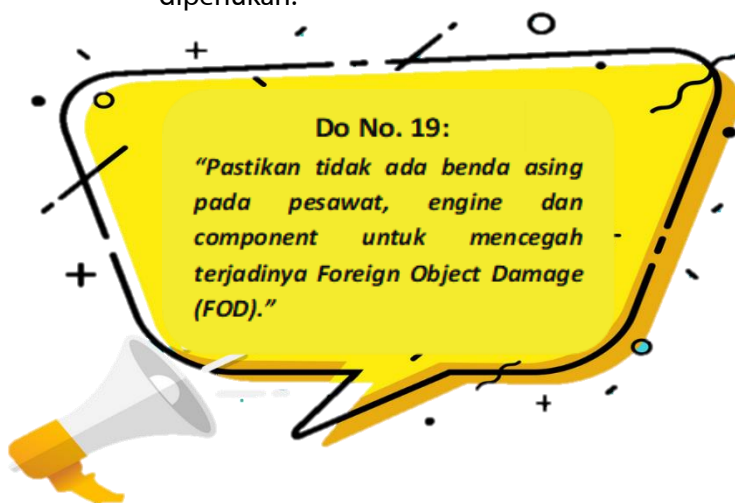 diperlukan.
Do No. 19:
“Pastikan tidak ada benda asing
pada pesawat, engine dan
component untuk mencegah
terjadinya Foreign Object Damage
(FOD).”